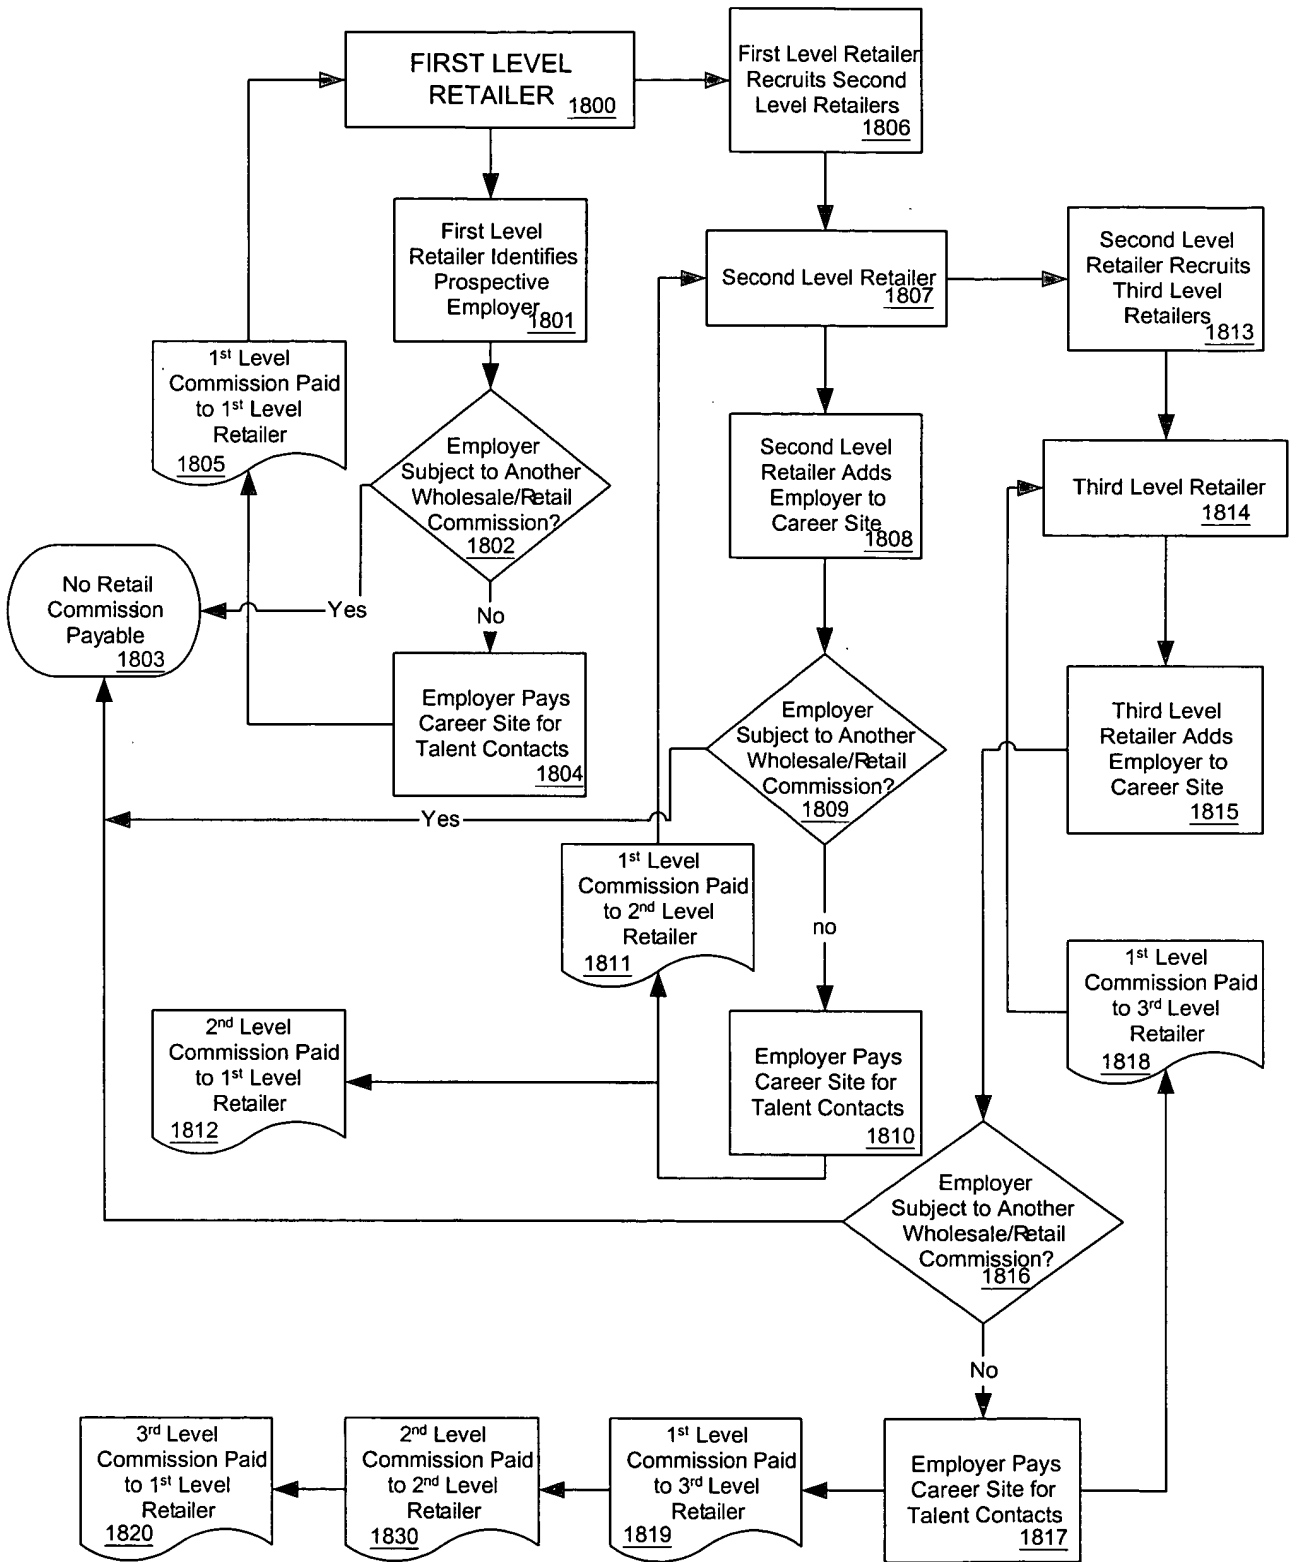 FIRST LEVEL
RETAILER
1800
First Level Retailer
Recruits Second
Level Retailers
1806
First Level
Retailer Identifies
Prospective
Employer
1801
Second Level Retailer
1807
Second Level
Retailer Recruits
Third Level
Retailers
1813
1st Level
Commission Paid
to 1st Level
Retailer
1805
Employer
Subject to Another
Wholesale/Retail
Commission?
1802
Second Level
Retailer Adds
Employer to
Career Site
1808
Third Level Retailer
1814
No Retail
Commission
Payable
1803
Yes
No
Employer Pays
Career Site for
Talent Contacts
1804
Employer
Subject to Another
Wholesale/Retail
Commission?
1809
Third Level
Retailer Adds
Employer to
Career Site
1815
Yes
1st Level
Commission Paid
to 2nd Level
Retailer
1811
no
1st Level
Commission Paid
to 3rd Level
Retailer
1818
2nd Level
Commission Paid
to 1st Level
Retailer
1812
Employer Pays
Career Site for
Talent Contacts
1810
Employer
Subject to Another
Wholesale/Retail
Commission?
1816
No
3rd Level
Commission Paid
to 1st Level
Retailer
1820
2nd Level
Commission Paid
to 2nd Level
Retailer
1830
1st Level
Commission Paid
to 3rd Level
Retailer
1819
Employer Pays
Career Site for
Talent Contacts
1817